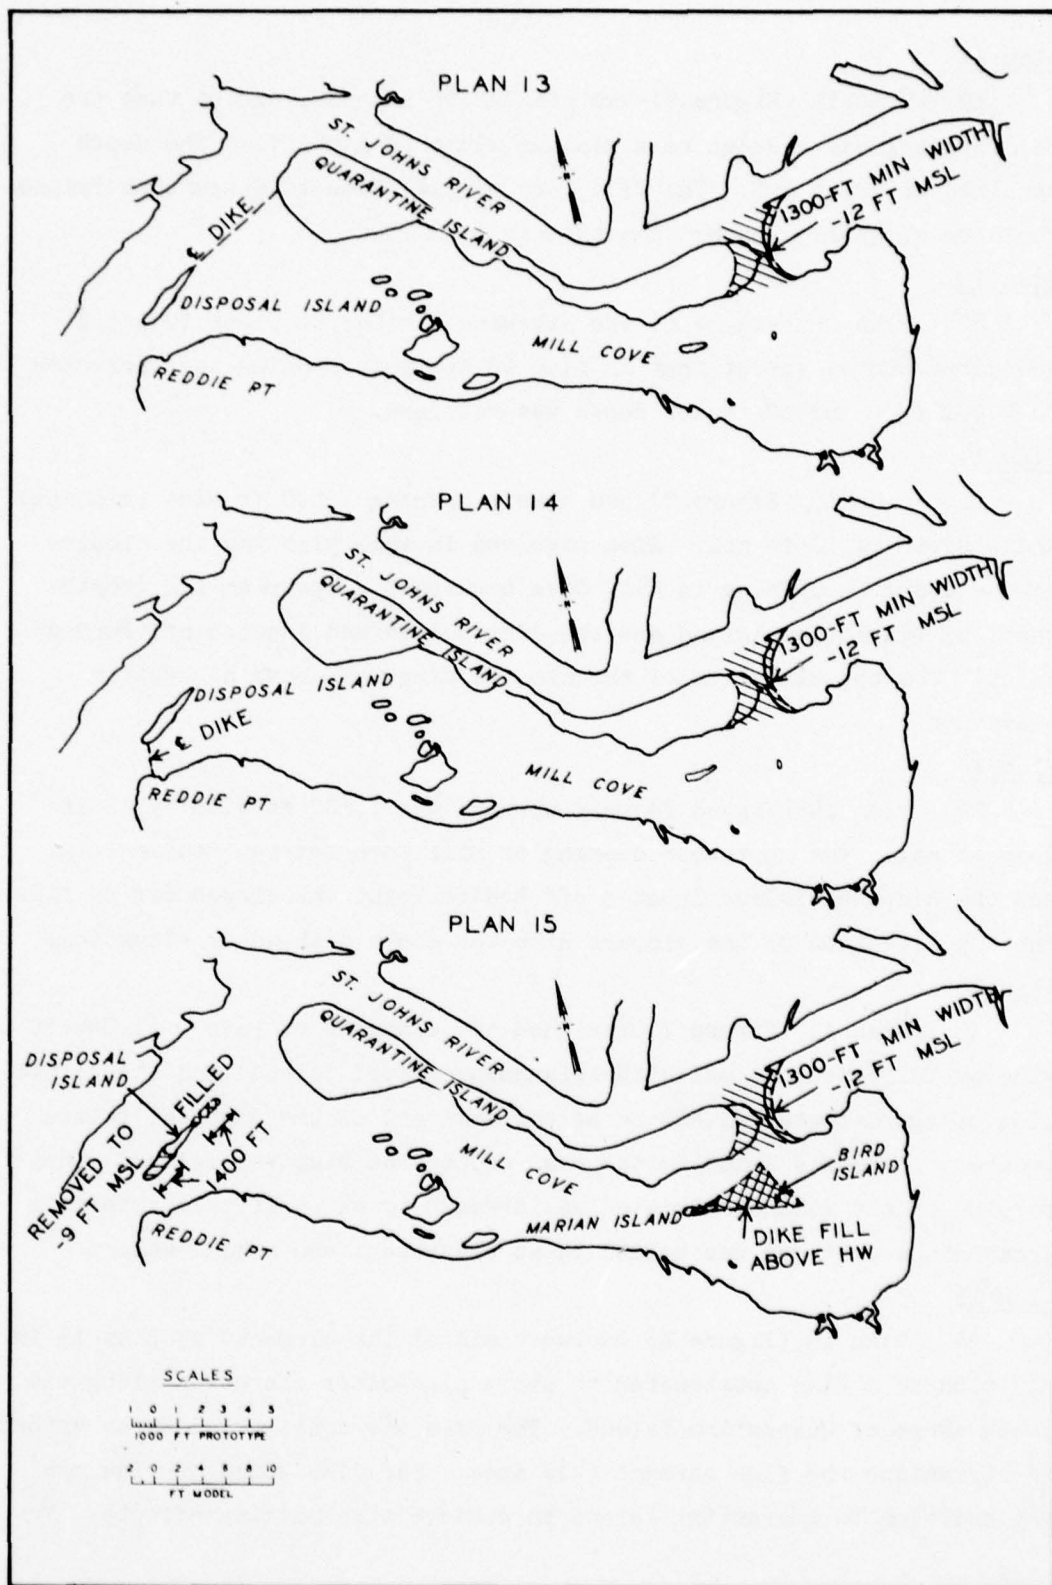 PLAN 13
ST. JOHNS RIVER
QUARANTINE ISLAND
1300-FT MIN WIDTH
-12 FT MSL
℄ DIKE
DISPOSAL ISLAND
MILL COVE
REDDIE PT
PLAN 14
ST. JOHNS RIVER
QUARANTINE ISLAND
1300-FT MIN WIDTH
-12 FT MSL
DISPOSAL ISLAND
℄ DIKE
MILL COVE
REDDIE PT
PLAN 15
ST. JOHNS RIVER
QUARANTINE ISLAND
1300-FT MIN WIDTH
-12 FT MSL
DISPOSAL
ISLAND
FILLED
REMOVED TO
-9 FT MSL
1400 FT
MILL COVE
BIRD
ISLAND
MARIAN ISLAND
REDDIE PT
DIKE FILL
ABOVE HW
SCALES
1 0 1 2 3 4 5
1000 FT PROTOTYPE
2 0 2 4 6 8 10
FT MODEL